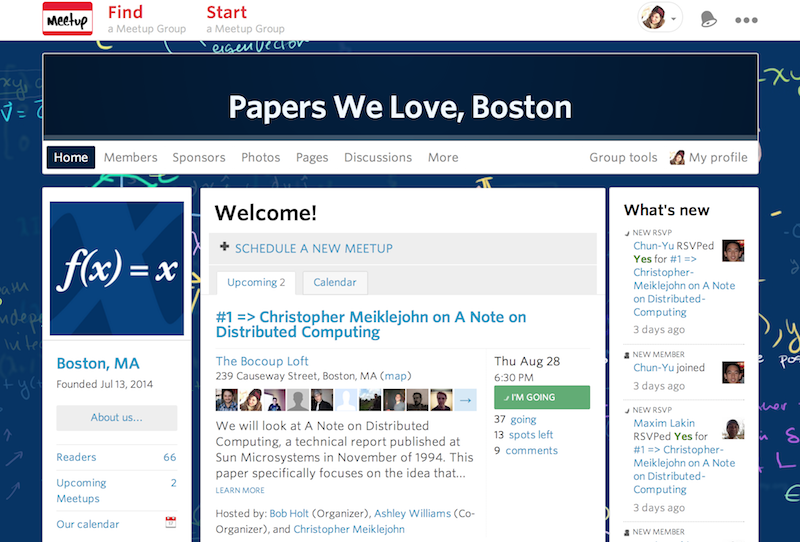 meetup
Find
a Meetup Group
Start
a Meetup Group
eigenvector
Papers We Love, Boston
Home Members Sponsors Photos Pages Discussions More Group tools My profile
f(x) = x
Boston, MA
Founded Jul 13, 2014
About us...
Readers 66
Upcoming 2
Meetups
Our calendar
Welcome!
SCHEDULE A NEW MEETUP
Upcoming 2 Calendar
#1 => Christopher Meiklejohn on A Note on
Distributed Computing
The Bocoup Loft
239 Causeway Street, Boston, MA (map)
We will look at A Note on Distributed
Computing, a technical report published at
Sun Microsystems in November of 1994. This
paper specifically focuses on the idea that...
LEARN MORE
Hosted by: Bob Holt (Organizer), Ashley Williams (Co-
Organizer), and Christopher Meiklejohn
Thu Aug 28
6:30 PM
I'M GOING
37 going
13 spots left
9 comments
What's new
NEW RSVP
Chun-Yu RSVPed
Yes for #1 =>
Christopher-
Meiklejohn on A Note
on Distributed-
Computing
3 days ago
NEW MEMBER
Chun-Yu joined
3 days ago
NEW RSVP
Maxim Lakin
RSVPed Yes for
#1 => Christopher-
Meiklejohn on A Note
on Distributed-
Computing
3 days ago
NEW MEMBER